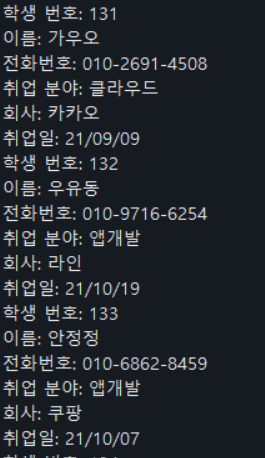 학생 번호: 131
이름: 가우오
전화번호: 010-2691-4508
취업 분야: 클라우드
회사: 카카오
취업일: 21/09/09
학생 번호: 132
이름: 우유동
전화번호: 010-9716-6254
취업 분야: 앱개발
회사: 라인
취업일: 21/10/19
학생 번호: 133
이름: 안정정
전화번호: 010-6862-8459
취업 분야: 앱개발
회사: 쿠팡
취업일: 21/10/07